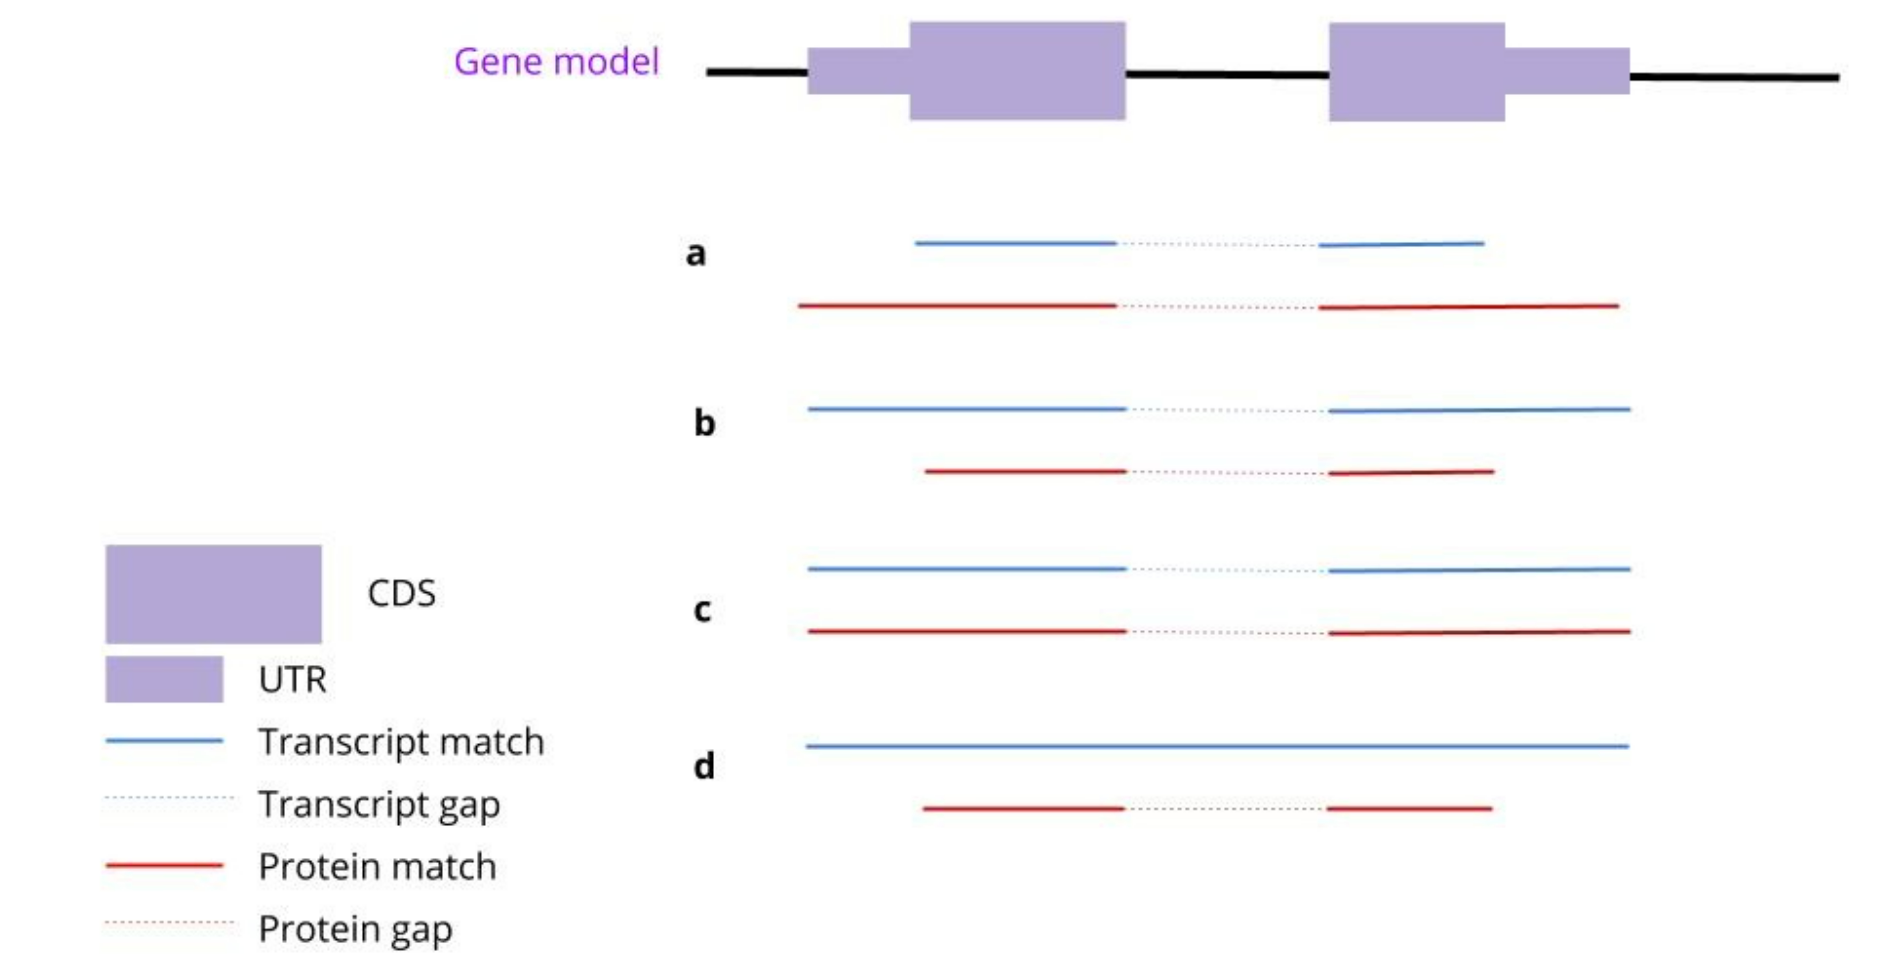 Gene model
a
b
c
d
CDS
UTR
Transcript match
Transcript gap
Protein match
Protein gap